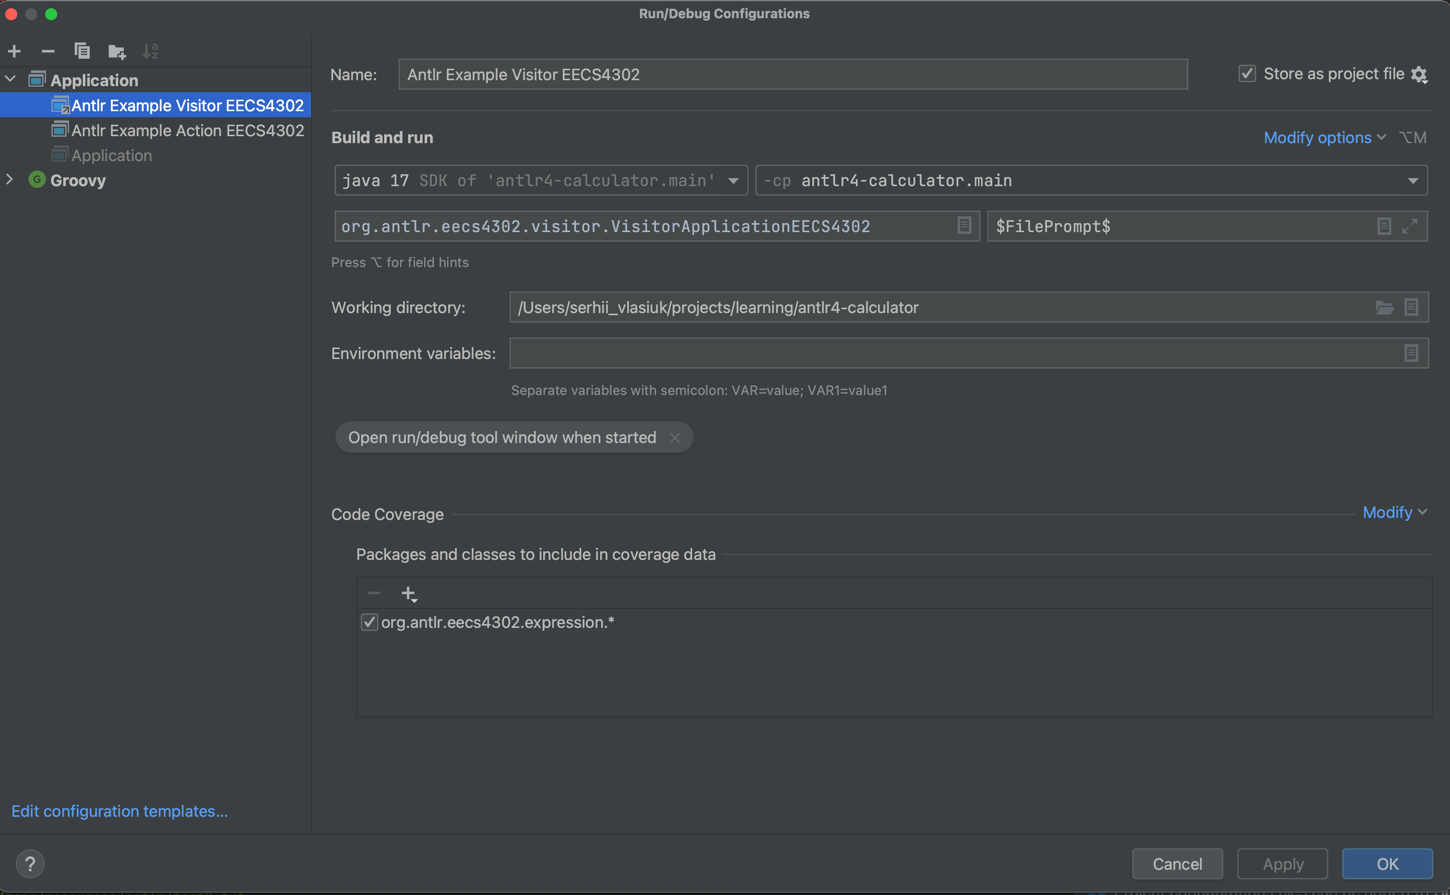 Run/Debug Configurations
Application
Antlr Example Visitor EECS4302
Antlr Example Action EECS4302
Application
G Groovy
Edit configuration templates...
Name: Antlr Example Visitor EECS4302
Store as project file
Build and run
Modify options ⌥M
java 17 SDK of 'antlr4-calculator.main'
-cp antlr4-calculator.main
org.antlr.eecs4302.visitor.VisitorApplicationEECS4302
$FilePrompt$
Press ⌥ for field hints
Working directory: /Users/serhii_vlasiuk/projects/learning/antlr4-calculator
Environment variables:
Separate variables with semicolon: VAR=value; VAR1=value1
Open run/debug tool window when started
Code Coverage
Modify
Packages and classes to include in coverage data
org.antlr.eecs4302.expression.*
?
Cancel
Apply
OK